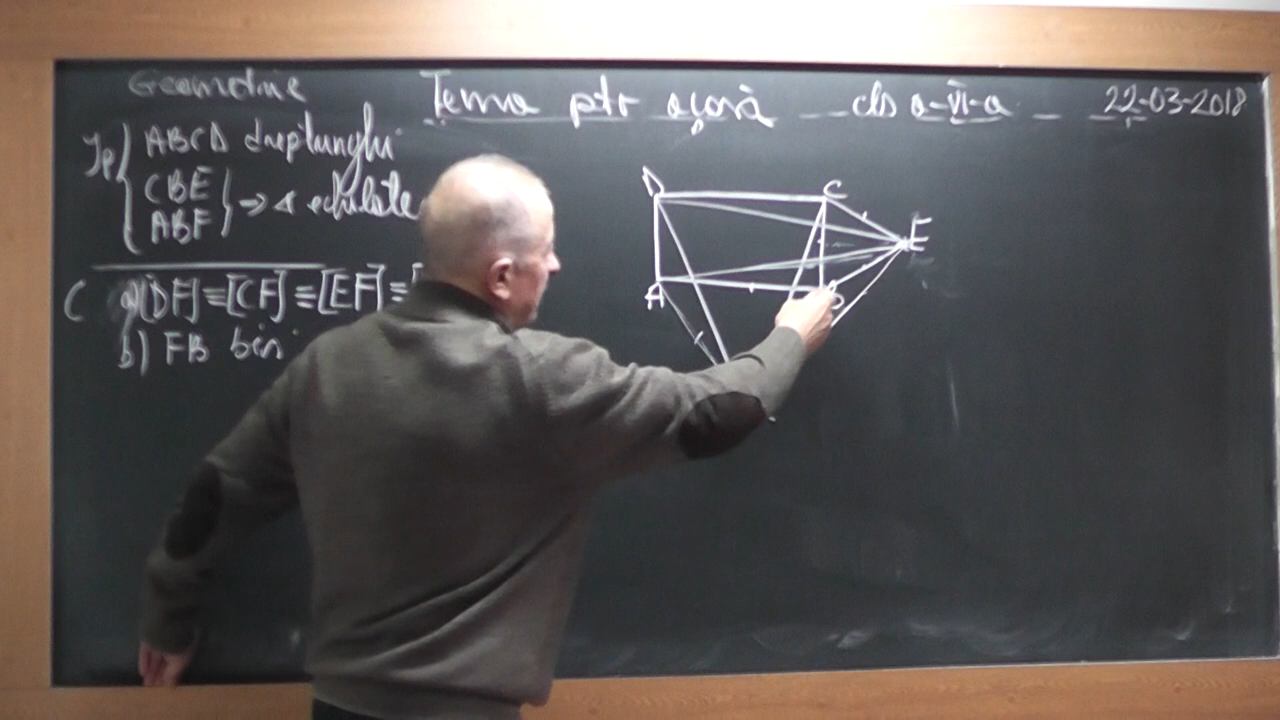 Geometrie
Tema ptr acasă cls a-VI-a 22-03-2018
Ip ABCD dreptunghi
CBE
ABF
=> Δ echilate
C a) [DF]≡[CF]≡[EF]≡
b) FB bis
D C
E
A